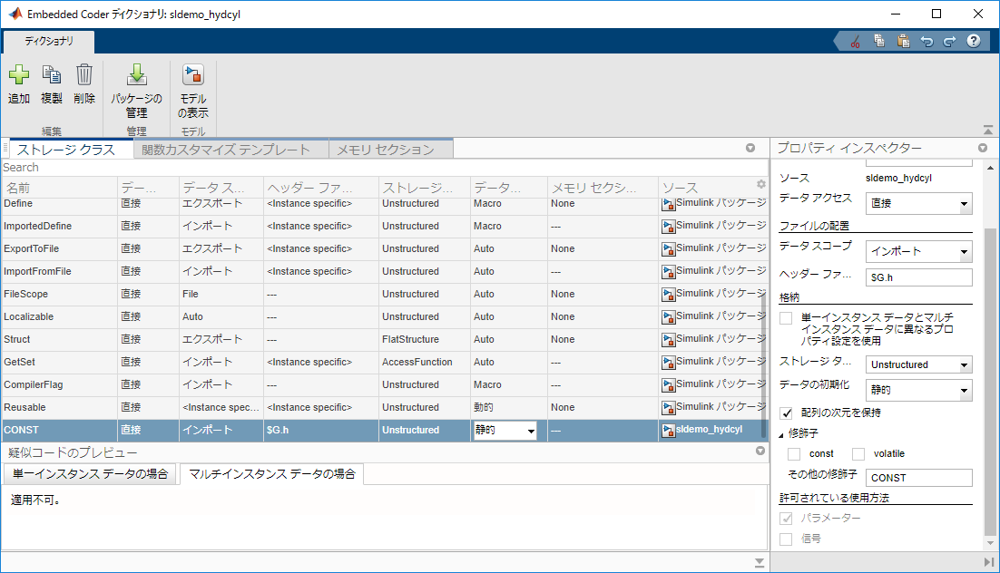 Embedded Coder ディクショナリ: sldemo_hydcyl
ディクショナリ
追加 複製 削除 パッケージの管理 モデルの表示
編集 管理 モデル
ストレージ クラス 関数カスタマイズ テンプレート メモリ セクション
Search
名前 デー... データ ス... ヘッダー ファ... ストレージ... データ... メモリ セクシ... ソース
Define 直接 エクスポート <Instance specific> Unstructured Macro None Simulink パッケージ
ImportedDefine 直接 インポート <Instance specific> Unstructured Macro --- Simulink パッケージ
ExportToFile 直接 エクスポート <Instance specific> Unstructured Auto None Simulink パッケージ
ImportFromFile 直接 インポート <Instance specific> Unstructured Auto --- Simulink パッケージ
FileScope 直接 File --- Unstructured Auto None Simulink パッケージ
Localizable 直接 Auto --- Unstructured Auto None Simulink パッケージ
Struct 直接 エクスポート --- FlatStructure Auto None Simulink パッケージ
GetSet 直接 インポート <Instance specific> AccessFunction Auto --- Simulink パッケージ
CompilerFlag 直接 インポート --- Unstructured Macro --- Simulink パッケージ
Reusable 直接 <Instance spec... <Instance specific> Unstructured 動的 None Simulink パッケージ
CONST 直接 インポート $G.h Unstructured 静的 --- sldemo_hydcyl
疑似コードのプレビュー
単一インスタンス データの場合 マルチインスタンス データの場合
適用不可。
プロパティ インスペクター
ソース sldemo_hydcyl
データ アクセス 直接
ファイルの配置
データ スコープ インポート
ヘッダー ファ... $G.h
格納
単一インスタンス データとマルチ
インスタンス データに異なるプロ
パティ設定を使用
ストレージ タ... Unstructured
データの初期化 静的
配列の次元を保持
修飾子
const volatile
その他の修飾子 CONST
許可されている使用方法
パラメーター
信号